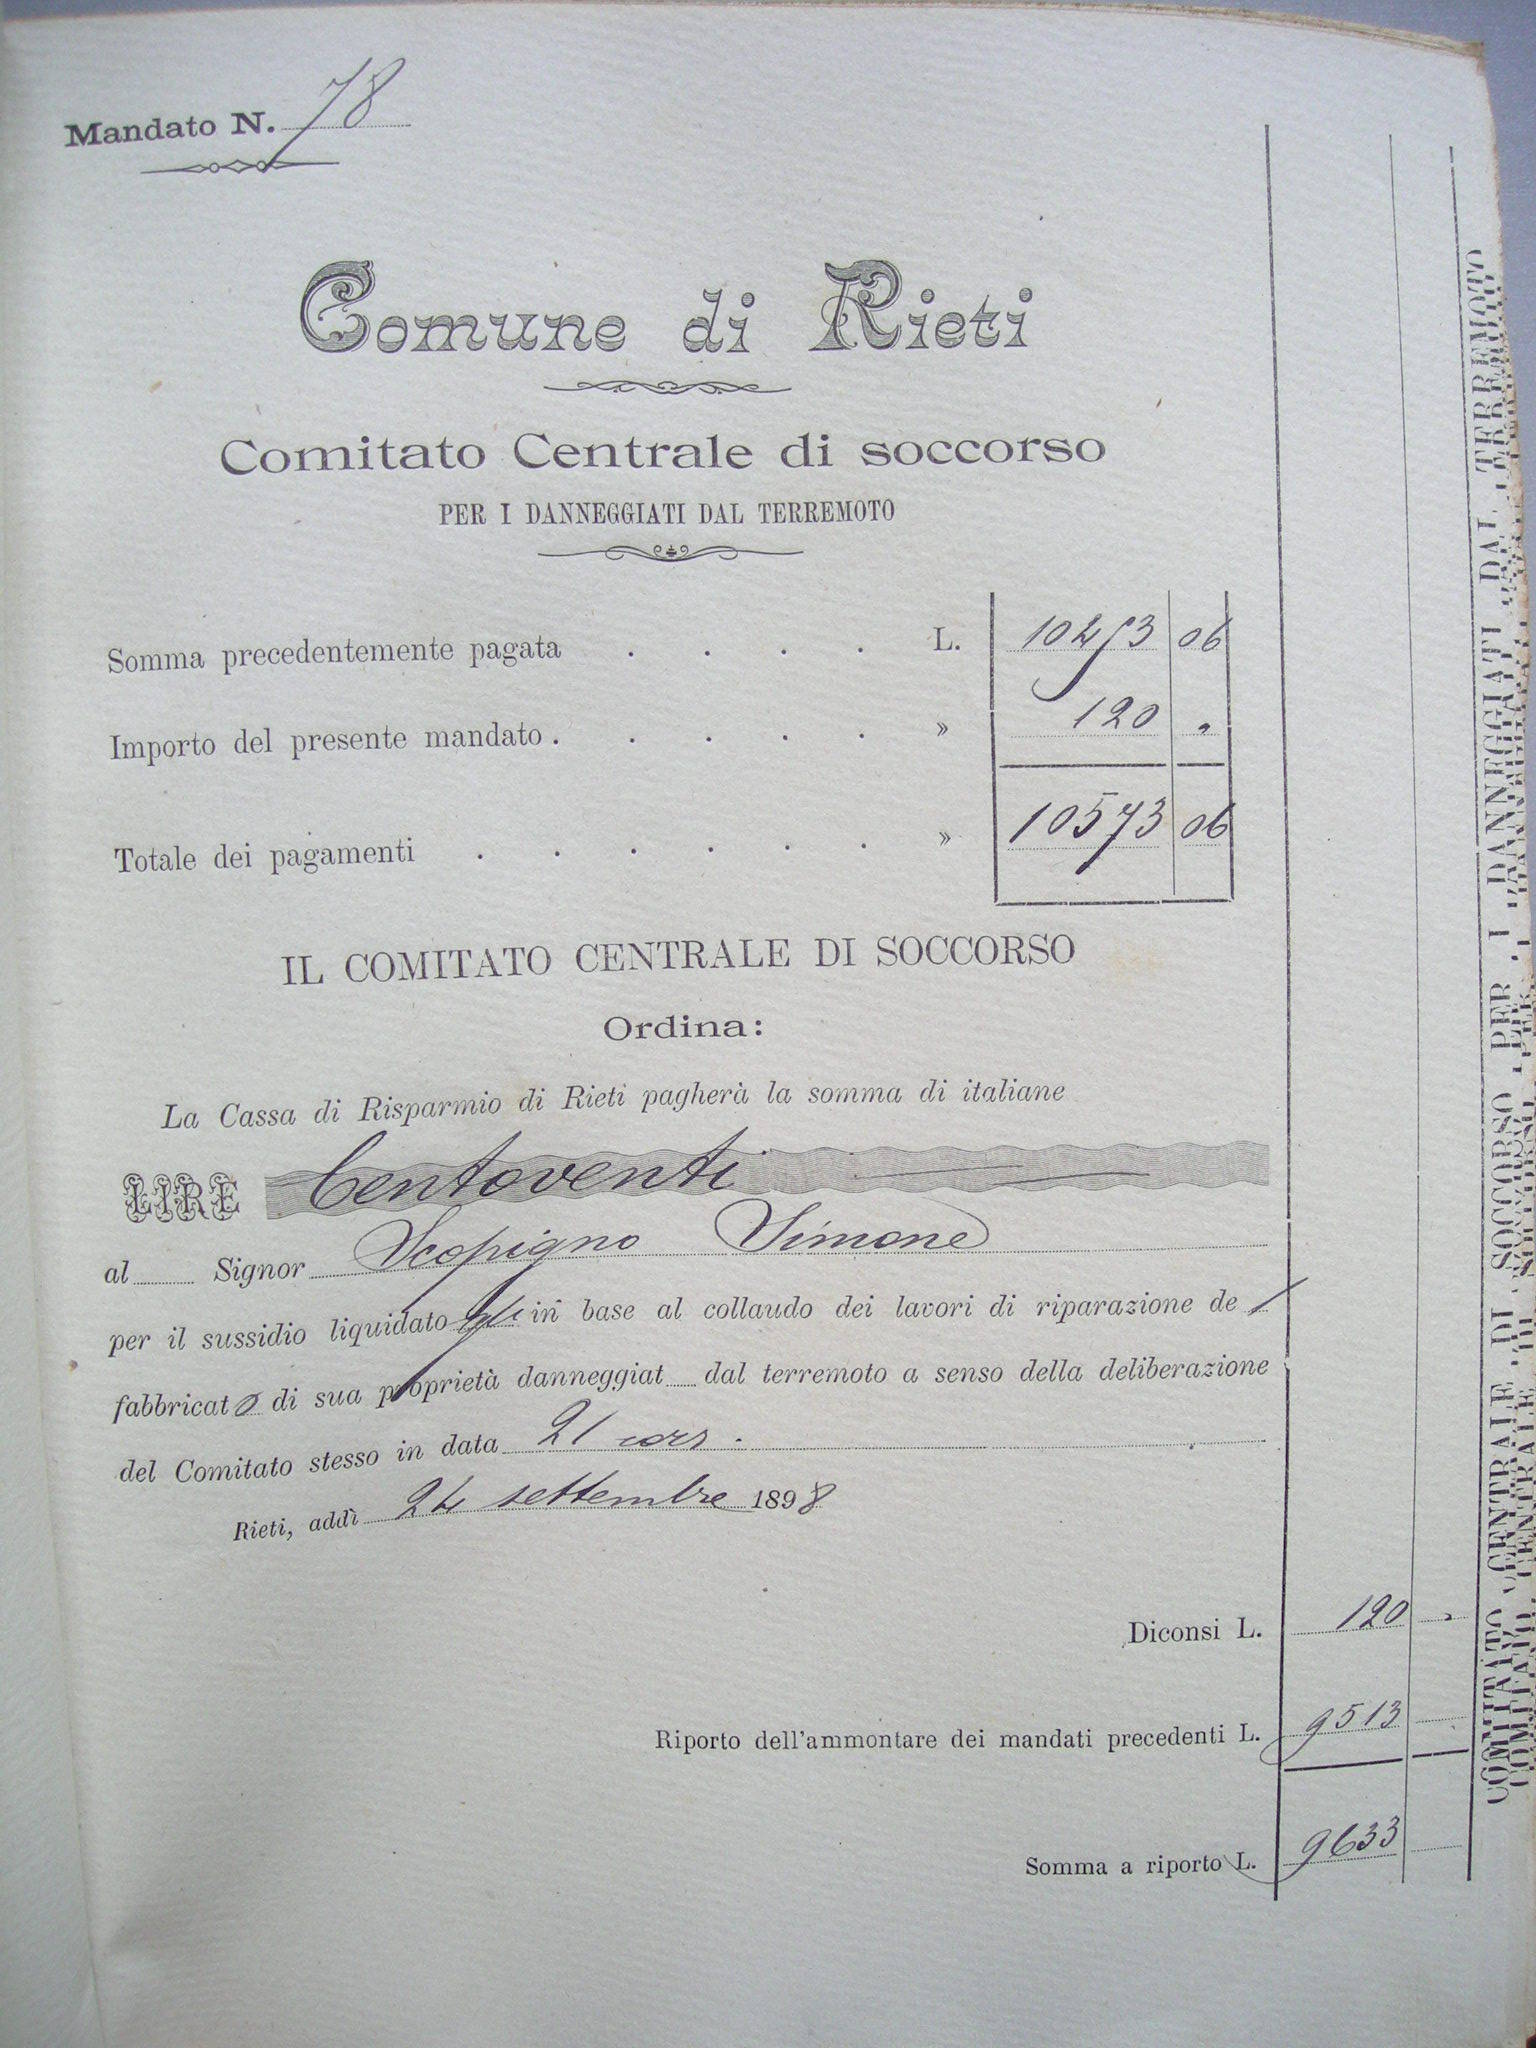 Mandato N. 78
Comune di Rieti
Comitato Centrale di soccorso
PER I DANNEGGIATI DAL TERREMOTO
Somma precedentemente pagata . . . . L. 10453 06
Importo del presente mandato . . . . . » 120 "
Totale dei pagamenti . . . . . . » 10573 06
IL COMITATO CENTRALE DI SOCCORSO
Ordina:
La Cassa di Risparmio di Rieti pagherà la somma di italiane
LIRE Centoventi
al Signor Scopigno Simone
per il sussidio liquidato gli in base al collaudo dei lavori di riparazione de l
fabbricato di sua proprietà danneggiat dal terremoto a senso della deliberazione
del Comitato stesso in data 21 corr.
Rieti, addì 24 settembre 1898
Diconsi L. 120 "
Riporto dell'ammontare dei mandati precedenti L. 9513
Somma a riporto L. 9633
COMITATO CENTRALE DI SOCCORSO PER I DANNEGGIATI DAL TERREMOTO